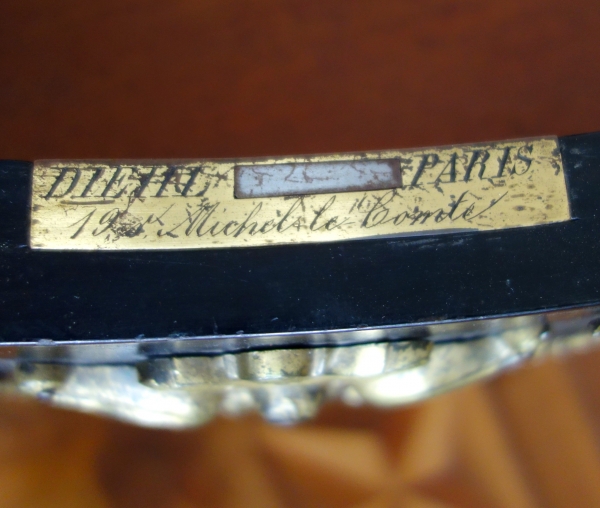 DIEHL PARIS
19 r. Michel-le-Comte